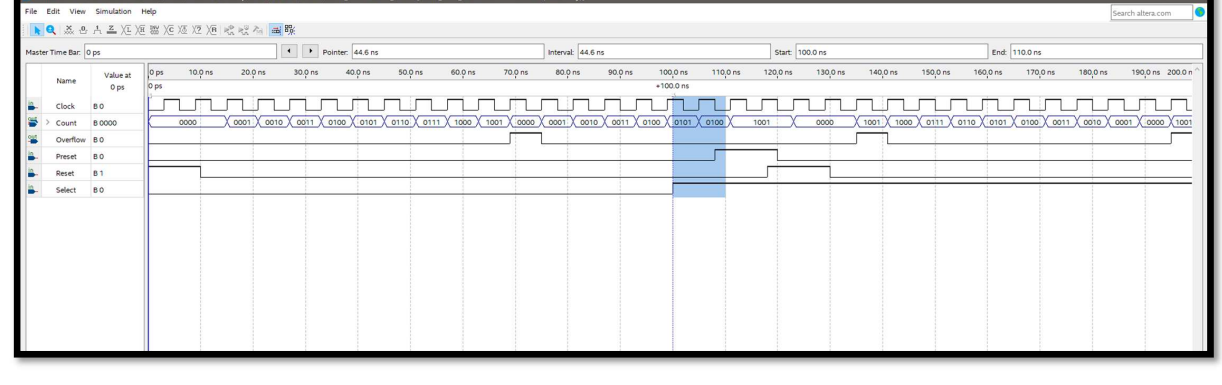 File Edit View Simulation Help
Search altera.com
Master Time Bar: 0 ps
Pointer: 44.6 ns
Interval: 44.6 ns
Start: 100.0 ns
End: 110.0 ns
Name Value at 0 ps
0 ps 10.0 ns 20.0 ns 30.0 ns 40.0 ns 50.0 ns 60.0 ns 70.0 ns 80.0 ns 90.0 ns 100.0 ns 110.0 ns 120.0 ns 130.0 ns 140.0 ns 150.0 ns 160.0 ns 170.0 ns 180.0 ns 190.0 ns 200.0 n
0 ps +100.0 ns
Clock B 0
> Count B 0000 0000 0001 0010 0011 0100 0101 0110 0111 1000 1001 0000 0001 0010 0011 0100 0101 0100 1001 0000 1001 1000 0111 0110 0101 0100 0011 0010 0001 0000 1001
Overflow B 0
Preset B 0
Reset B 1
Select B 0